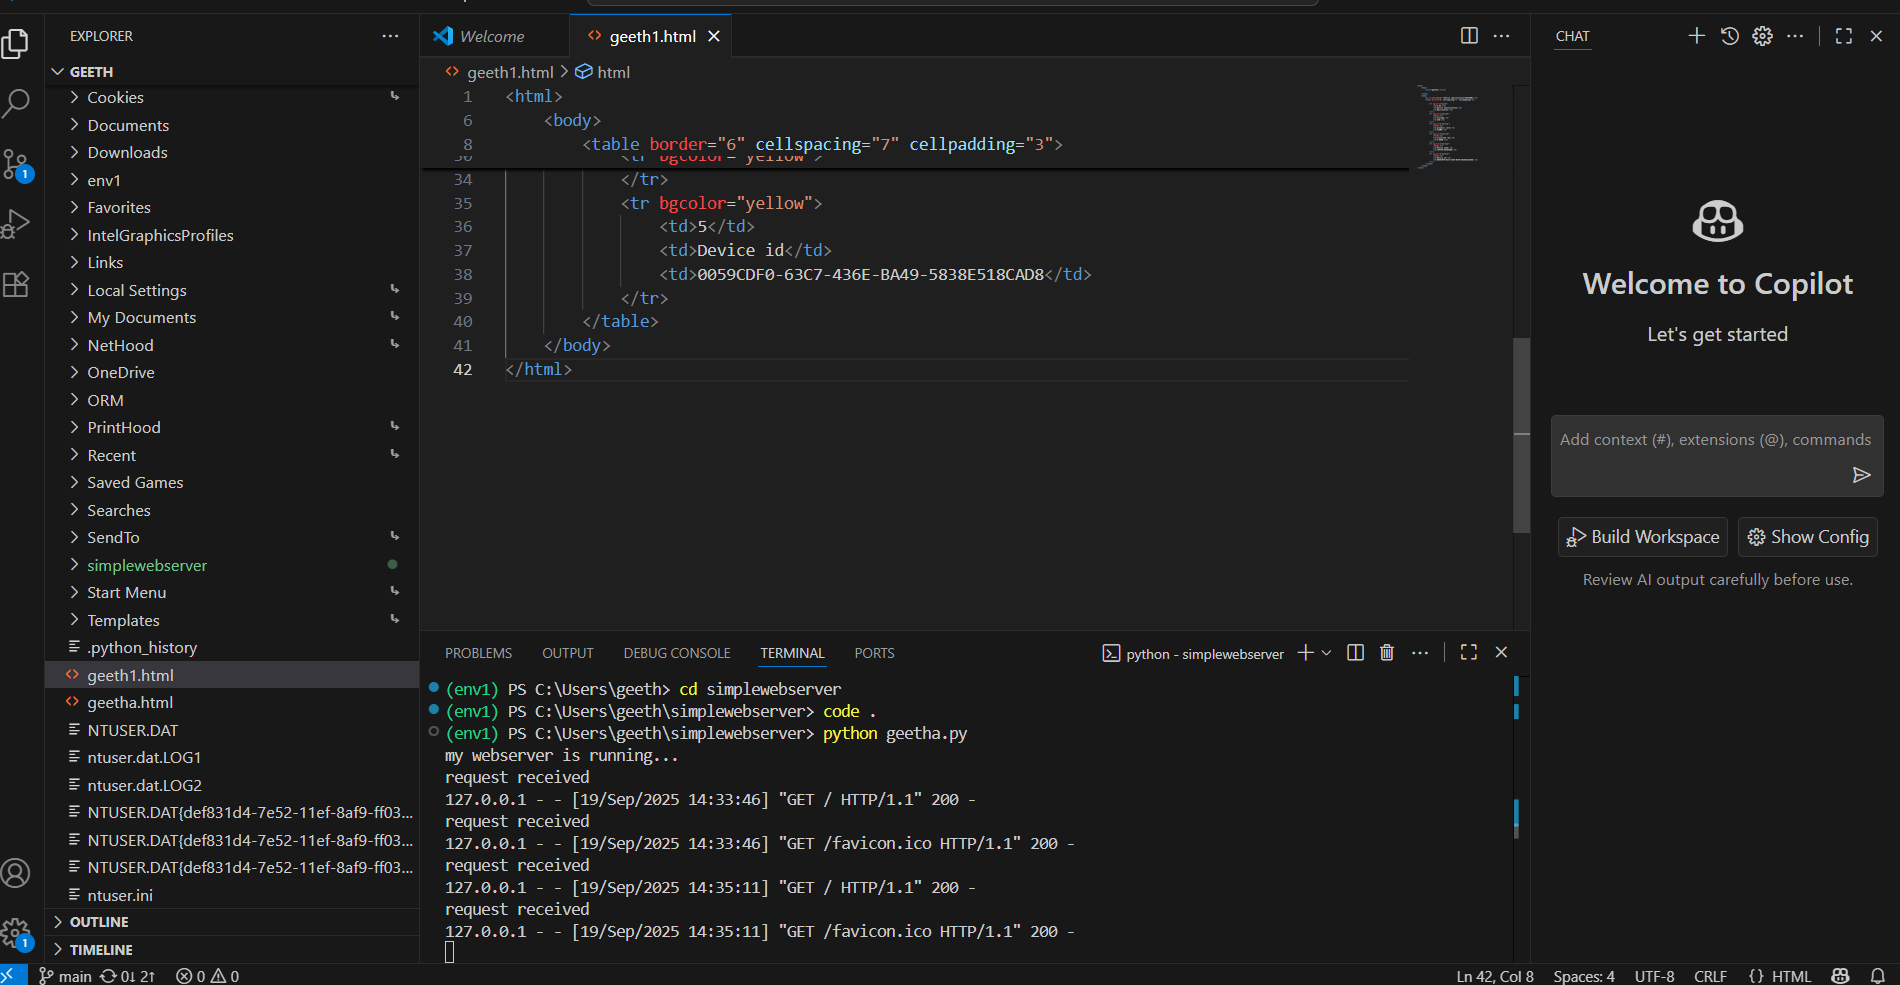 EXPLORER
GEETH
Cookies
Documents
Downloads
env1
Favorites
IntelGraphicsProfiles
Links
Local Settings
My Documents
NetHood
OneDrive
ORM
PrintHood
Recent
Saved Games
Searches
SendTo
simplewebserver
Start Menu
Templates
.python_history
geeth1.html
geetha.html
NTUSER.DAT
ntuser.dat.LOG1
ntuser.dat.LOG2
NTUSER.DAT{def831d4-7e52-11ef-8af9-ff03...
NTUSER.DAT{def831d4-7e52-11ef-8af9-ff03...
NTUSER.DAT{def831d4-7e52-11ef-8af9-ff03...
ntuser.ini
OUTLINE
TIMELINE
1
1
Welcome
geeth1.html
geeth1.html > html
1 <html>
6 <body>
8 <table border="6" cellspacing="7" cellpadding="3">
30 <tr bgcolor="yellow">
34 </tr>
35 <tr bgcolor="yellow">
36 <td>5</td>
37 <td>Device id</td>
38 <td>0059CDF0-63C7-436E-BA49-5838E518CAD8</td>
39 </tr>
40 </table>
41 </body>
42 </html>
PROBLEMS OUTPUT DEBUG CONSOLE TERMINAL PORTS
python - simplewebserver
(env1) PS C:\Users\geeth> cd simplewebserver
(env1) PS C:\Users\geeth\simplewebserver> code .
(env1) PS C:\Users\geeth\simplewebserver> python geetha.py
my webserver is running...
request received
127.0.0.1 - - [19/Sep/2025 14:33:46] "GET / HTTP/1.1" 200 -
request received
127.0.0.1 - - [19/Sep/2025 14:33:46] "GET /favicon.ico HTTP/1.1" 200 -
request received
127.0.0.1 - - [19/Sep/2025 14:35:11] "GET / HTTP/1.1" 200 -
request received
127.0.0.1 - - [19/Sep/2025 14:35:11] "GET /favicon.ico HTTP/1.1" 200 -
CHAT
Welcome to Copilot
Let's get started
Add context (#), extensions (@), commands
Build Workspace
Show Config
Review AI output carefully before use.
main 0↓ 2↑ 0 0
Ln 42, Col 8 Spaces: 4 UTF-8 CRLF {} HTML